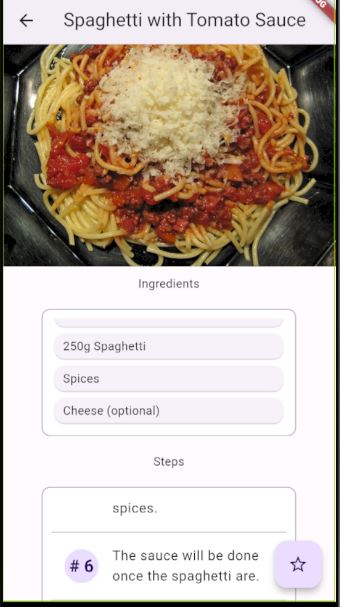 Spaghetti with Tomato Sauce
Ingredients
250g Spaghetti
Spices
Cheese (optional)
Steps
spices.
# 6
The sauce will be done
once the spaghetti are.